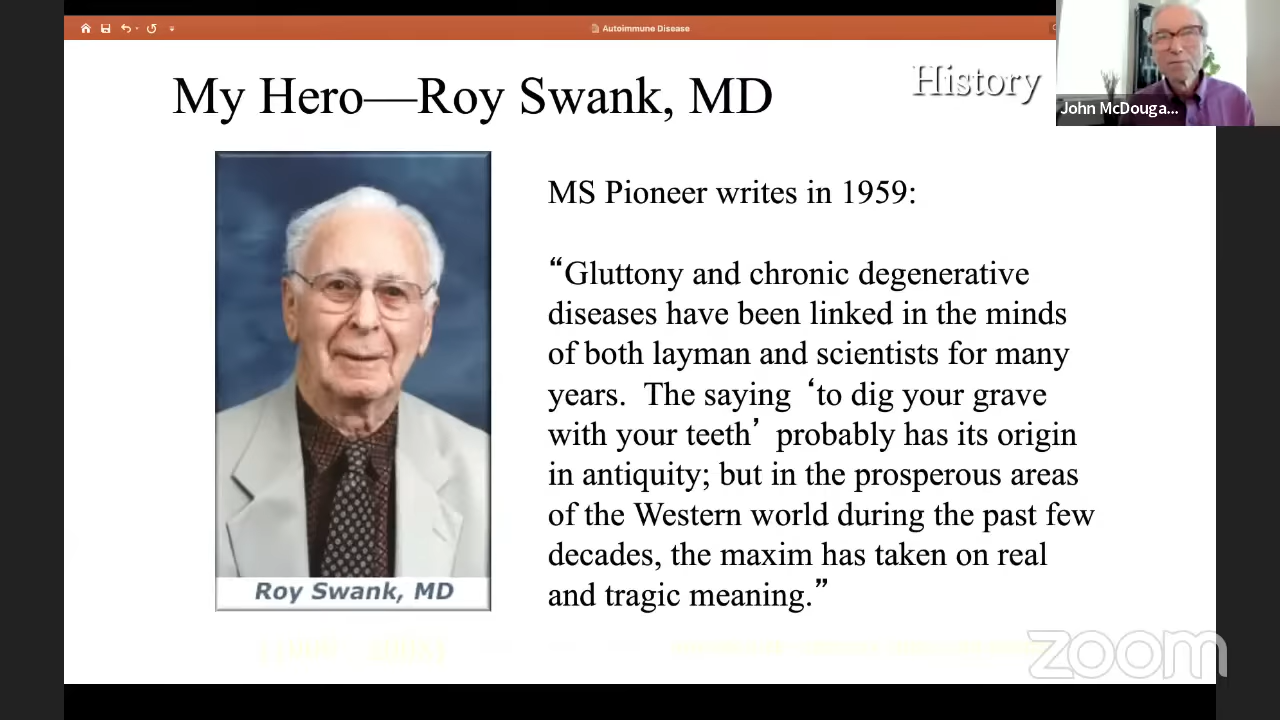 Autoimmune Disease
My Hero—Roy Swank, MD
History
John McDouga...
MS Pioneer writes in 1959:
“Gluttony and chronic degenerative
diseases have been linked in the minds
of both layman and scientists for many
years.  The saying ‘to dig your grave
with your teeth’ probably has its origin
in antiquity; but in the prosperous areas
of the Western world during the past few
decades, the maxim has taken on real
and tragic meaning.”
Roy Swank, MD
zoom